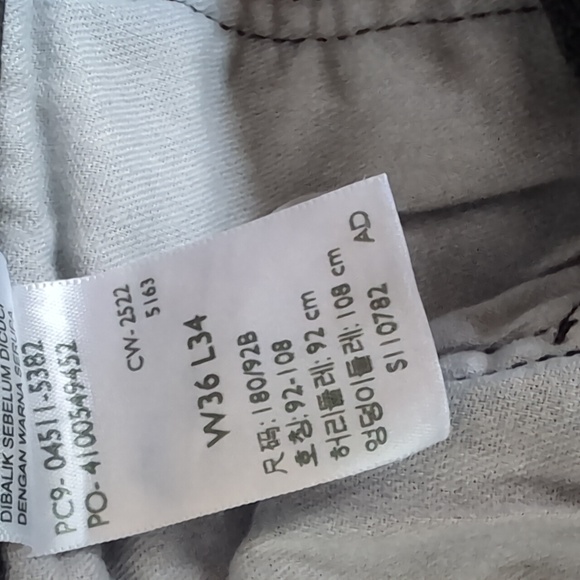 DIBALIK SEBELUM DICUCI
DENGAN WARNA SERUPA
PC9- 04511-5382
PO- 4100549452
CW-2522
5163
W36 L34
尺码: 180/92B
호칭: 92-108
허리둘레: 92 cm
엉덩이둘레: 108 cm
S110782 AD